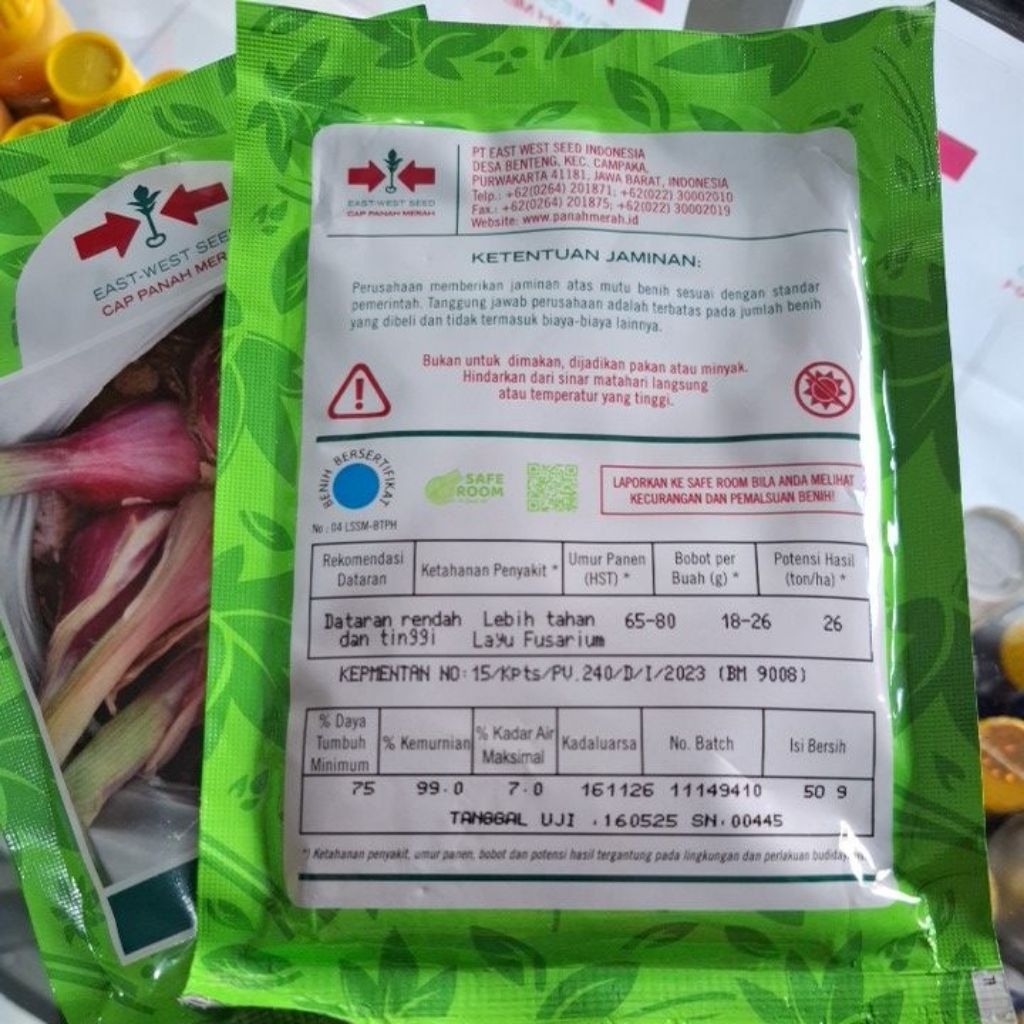 EAST-WEST SEE
CAP PANAH MER
EAST-WEST SEED
CAP PANAH MERAH
PT EAST WEST SEED INDONESIA
DESA BENTENG, KEC. CAMPAKA,
PURWAKARTA 41181, JAWA BARAT, INDONESIA
Telp.: +62(0264) 201871; +62(022) 30002010
Fax.: +62(0264) 201875; +62(022) 30002019
Website: www.panahmerah.id
KETENTUAN JAMINAN:
Perusahaan memberikan jaminan atas mutu benih sesuai dengan standar
pemerintah. Tanggung jawab perusahaan adalah terbatas pada jumlah benih
yang dibeli dan tidak termasuk biaya-biaya lainnya.
Bukan untuk dimakan, dijadikan pakan atau minyak.
Hindarkan dari sinar matahari langsung
atau temperatur yang tinggi.
BENIH BERSERTIFIKAT
No : 04 LSSM-BTPH
SAFE
ROOM
LAPORKAN KE SAFE ROOM BILA ANDA MELIHAT
KECURANGAN DAN PEMALSUAN BENIH!
Rekomendasi Dataran Ketahanan Penyakit * Umur Panen (HST) * Bobot per Buah (g) * Potensi Hasil (ton/ha) *
Dataran rendah Lebih tahan 65-80 18-26 26
dan tinggi Layu Fusarium
KEPMENTAN NO:15/Kpts/PV.240/D/I/2023 (BM 9008)
% Daya Tumbuh Minimum % Kemurnian % Kadar Air Maksimal Kadaluarsa No. Batch Isi Bersih
75 99.0 7.0 161126 11149410 50 g
TANGGAL UJI .160525 SN.00445
*) Ketahanan penyakit, umur panen, bobot dan potensi hasil tergantung pada lingkungan dan perlakuan